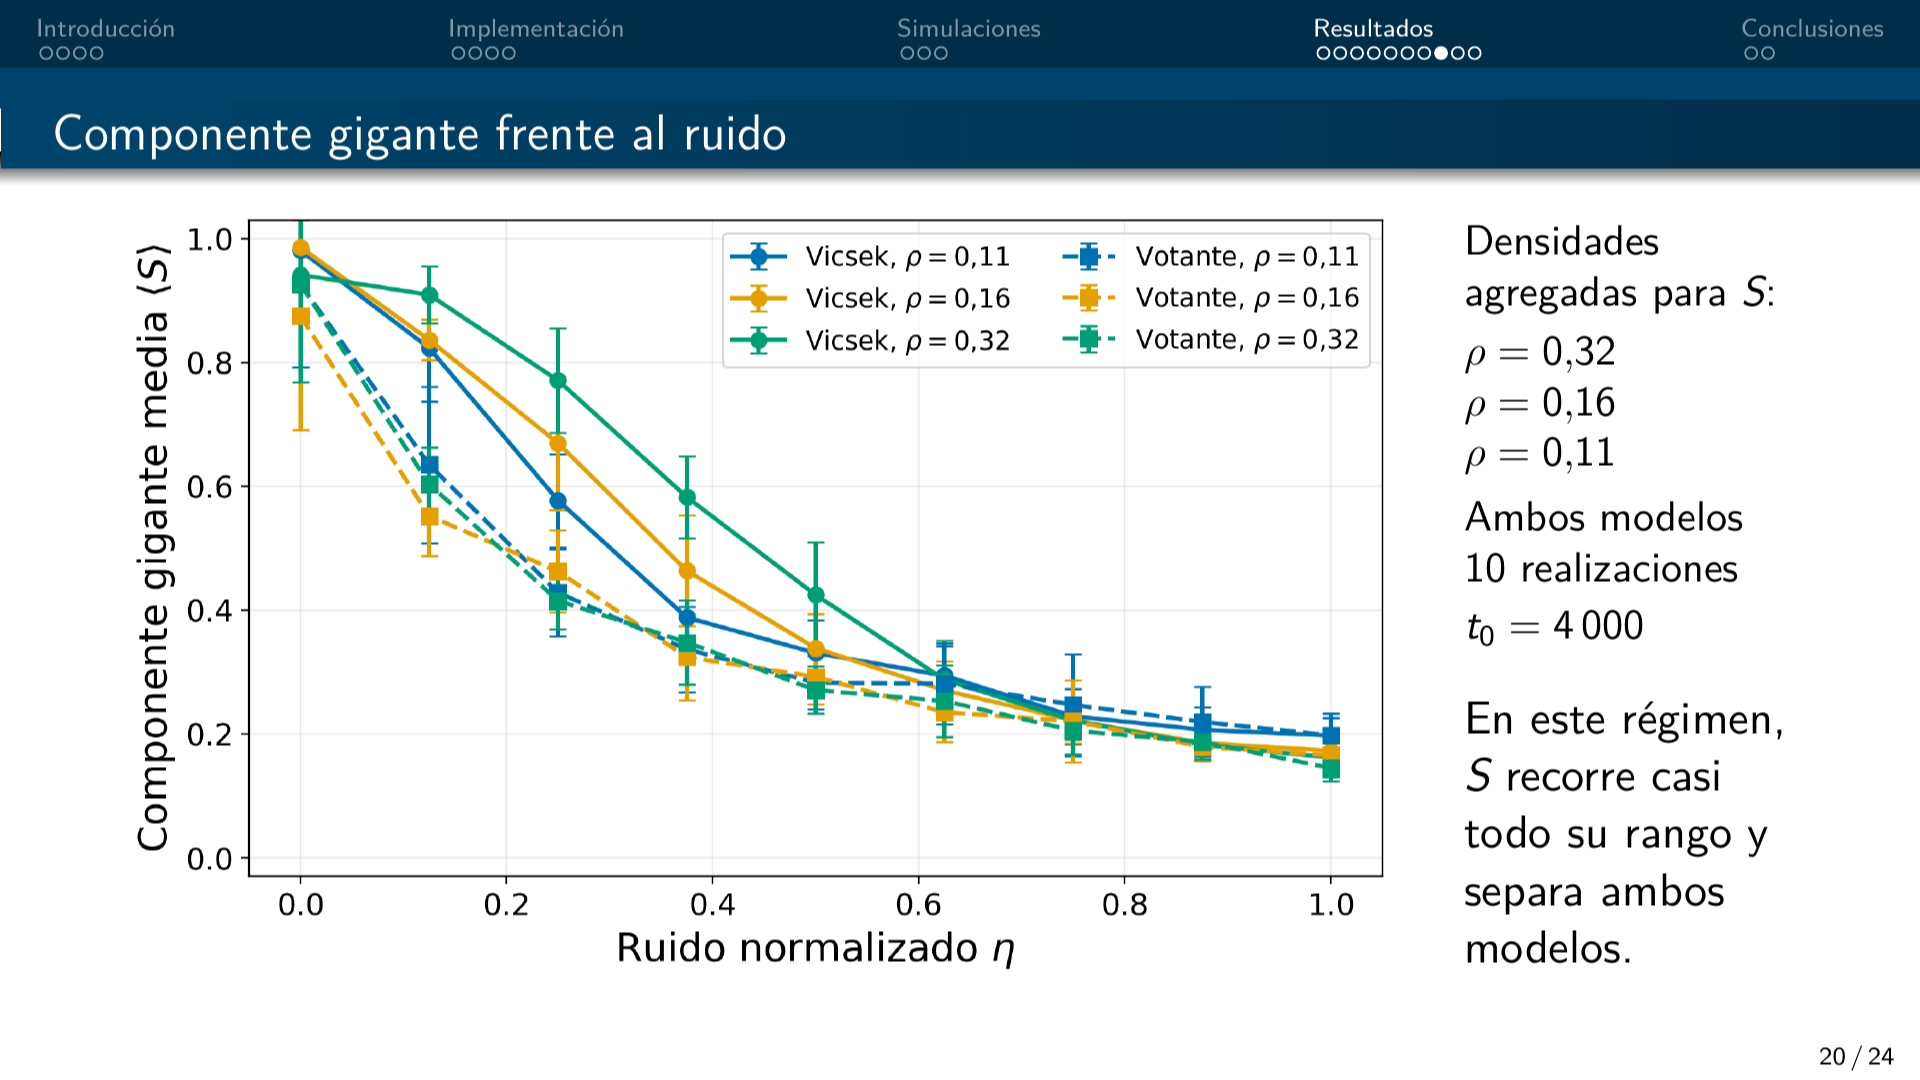 Introducción
Implementación
Simulaciones
Resultados
Conclusiones
Componente gigante frente al ruido
Componente gigante media ⟨S⟩
1.0
0.8
0.6
0.4
0.2
0.0
0.0
0.2
0.4
0.6
0.8
1.0
Ruido normalizado η
Vicsek, ρ = 0,11
Vicsek, ρ = 0,16
Vicsek, ρ = 0,32
Votante, ρ = 0,11
Votante, ρ = 0,16
Votante, ρ = 0,32
Densidades
agregadas para S:
ρ = 0,32
ρ = 0,16
ρ = 0,11
Ambos modelos
10 realizaciones
t₀ = 4 000
En este régimen,
S recorre casi
todo su rango y
separa ambos
modelos.
20 / 24